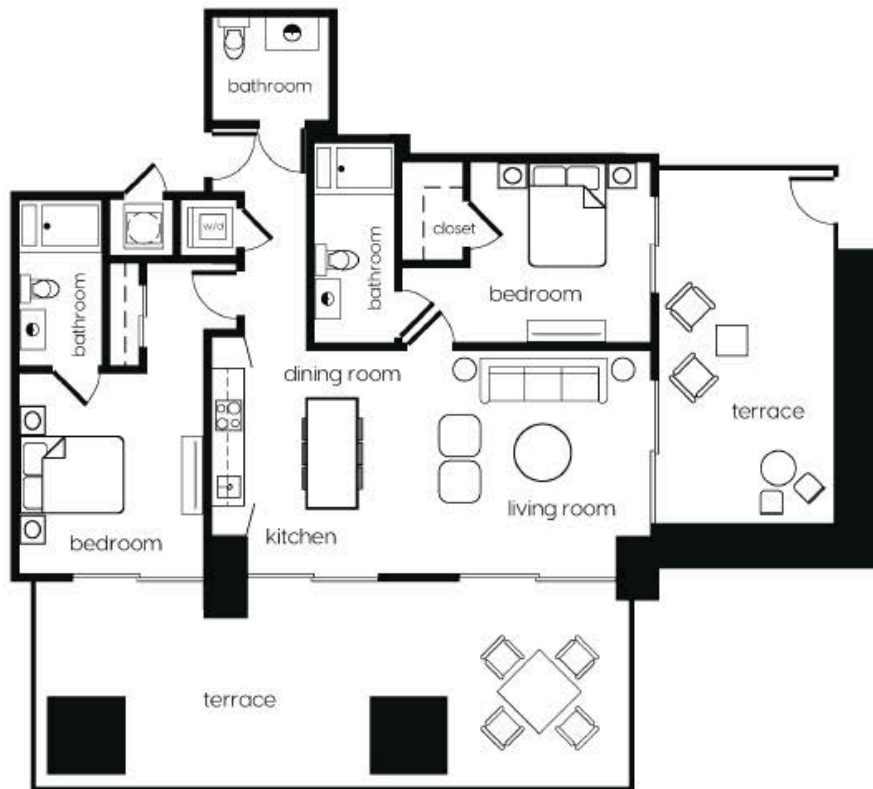 bathroom
w/d
closet
bathroom
bathroom
bedroom
dining room
terrace
living room
kitchen
bedroom
terrace